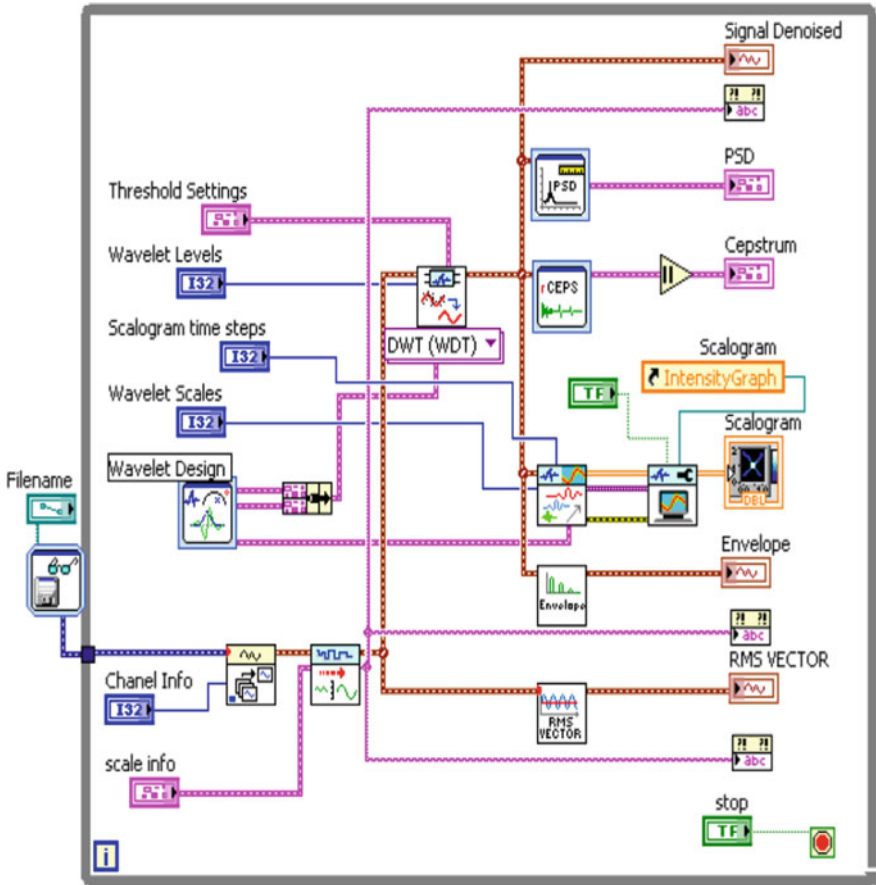 Signal Denoised
?! ?!
abc
PSD
PSD
Threshold Settings
Wavelet Levels
I32
Cepstrum
rCEPS
DWT (WDT)
Scalogram time steps
I32
Scalogram
IntensityGraph
TF
Wavelet Scales
I32
Scalogram
DBL
Wavelet Design
Filename
Envelope
Envelope
?! ?!
abc
RMS VECTOR
Chanel Info
I32
RMS
VECTOR
scale info
?! ?!
abc
stop
TF
i